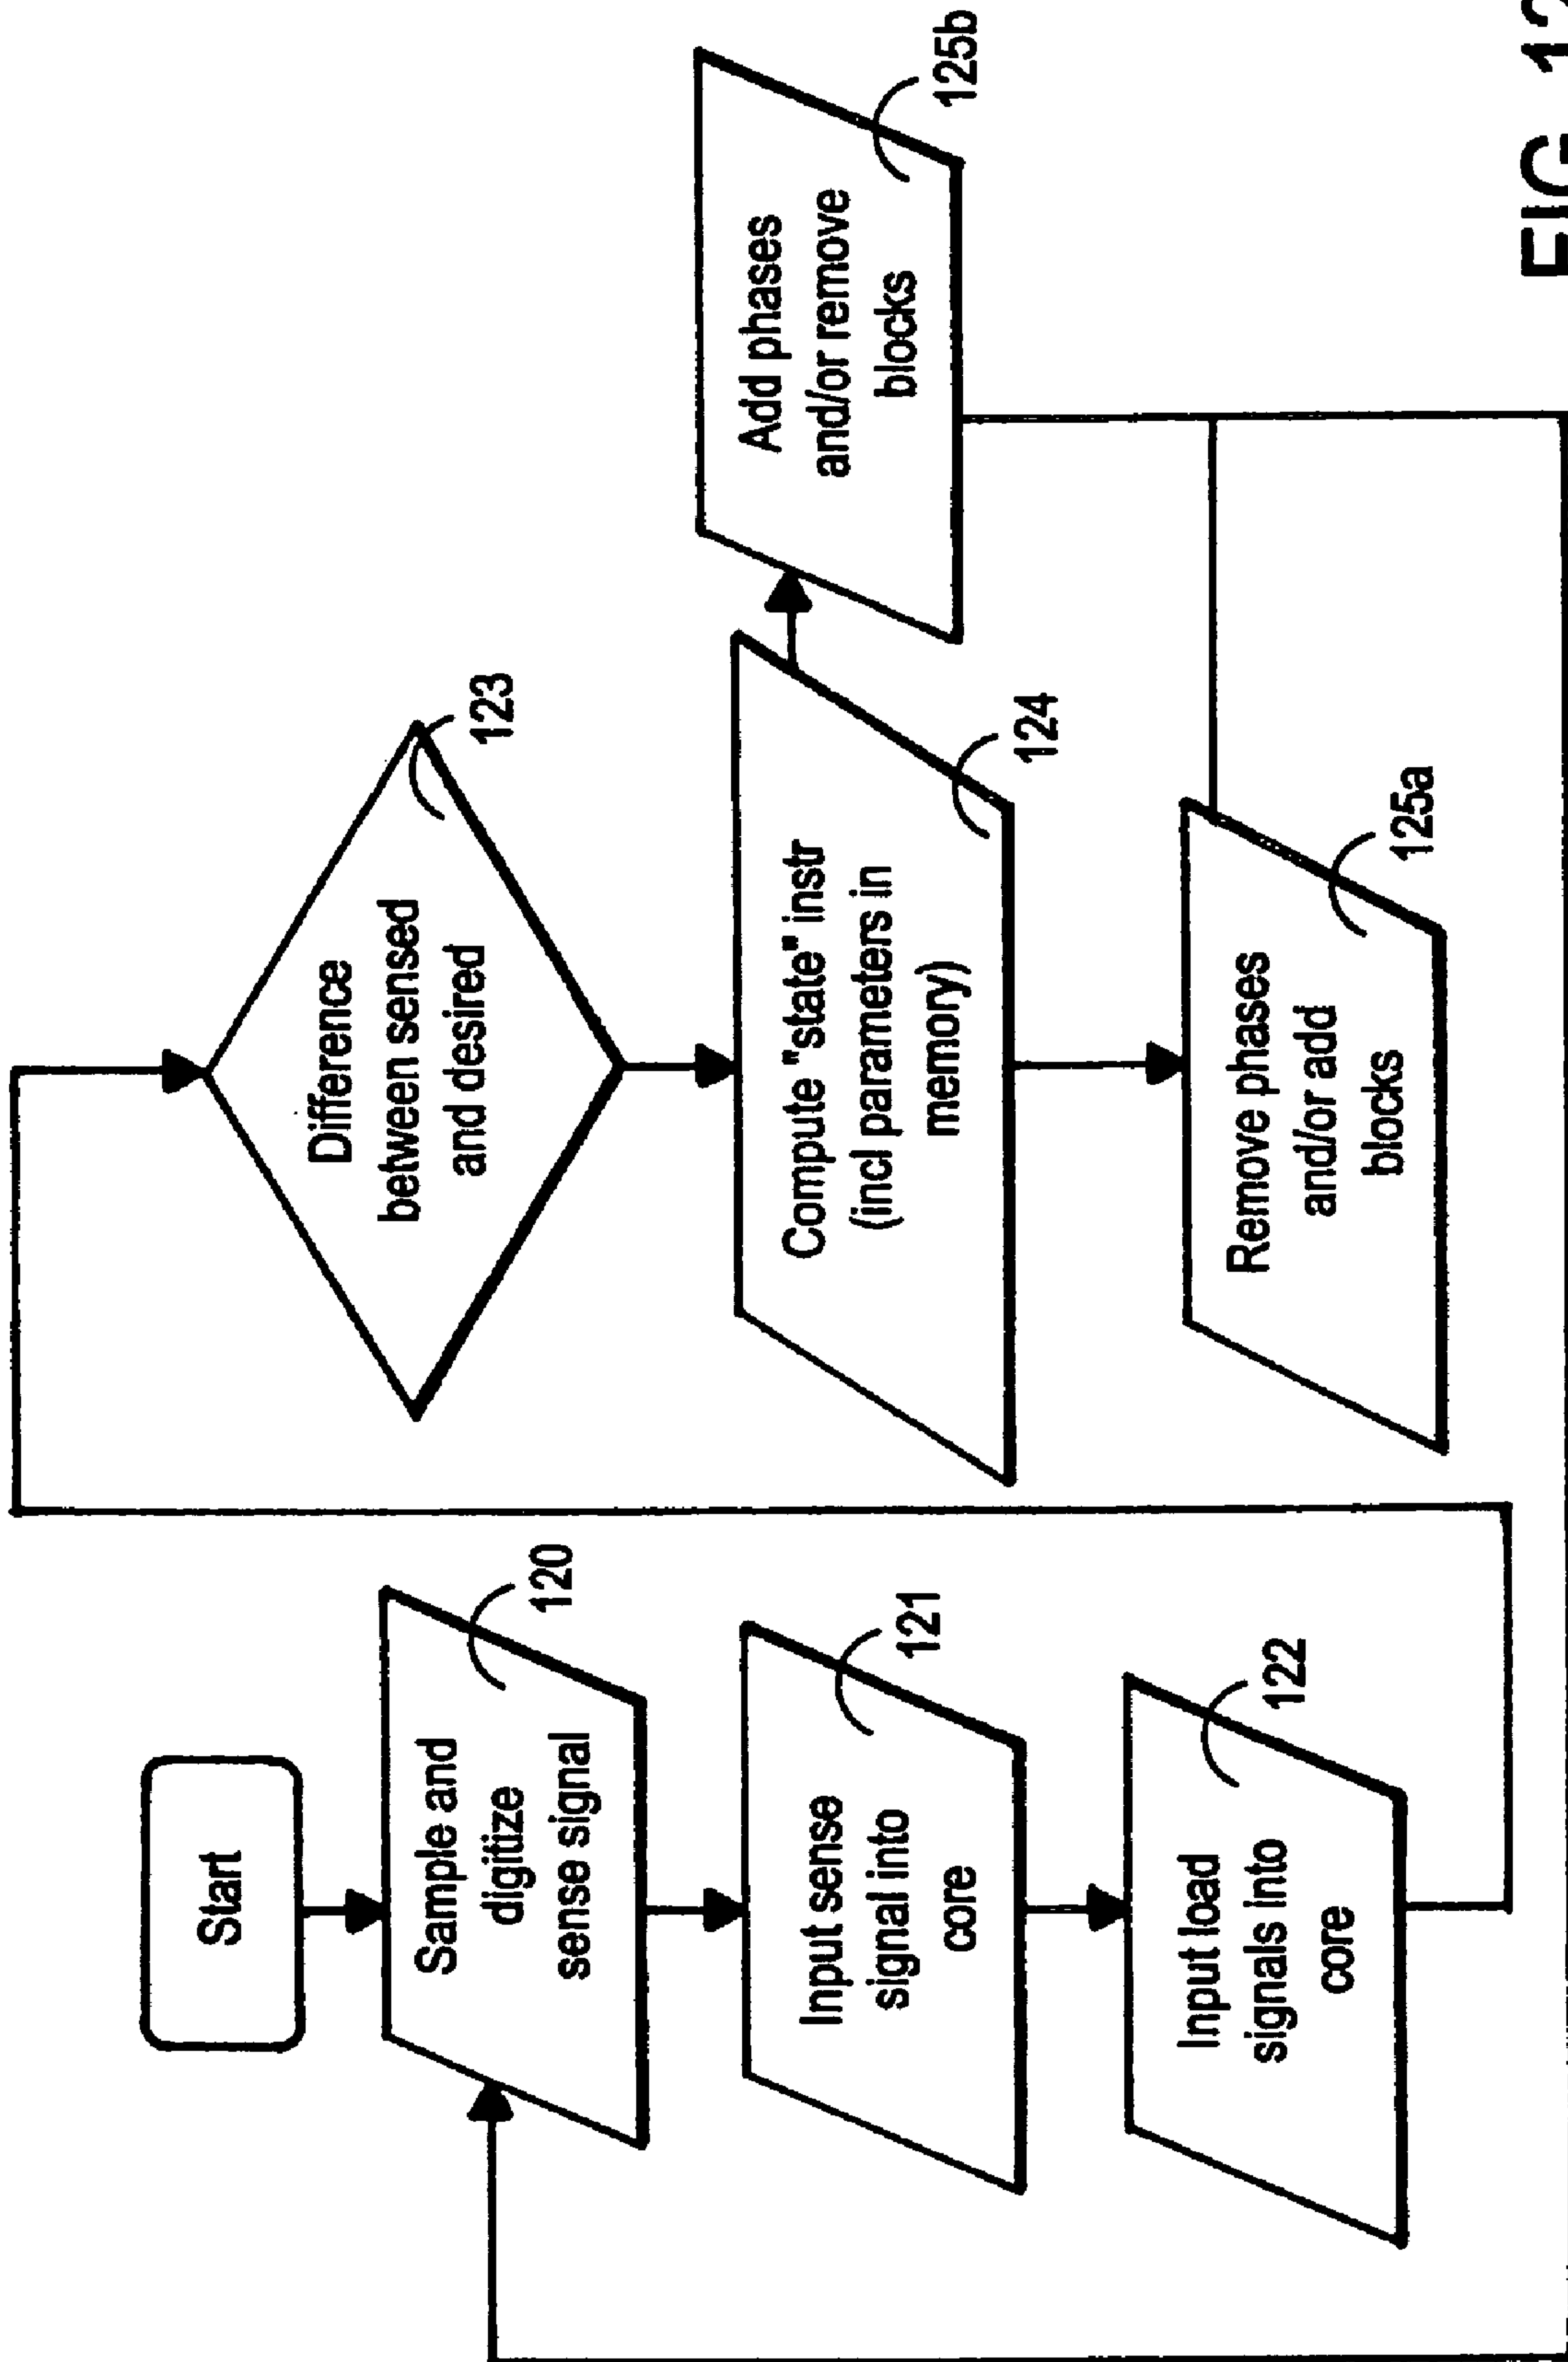 Start
Sample and
digitize
sense signal
120
Input sense
signal into
core
121
Input load
signals into
core
122
Difference
between sensed
and desired
123
Compute "state" instr
(incl parameters in
memory)
124
Remove phases
and/or add
blocks
125a
Add phases
and/or remove
blocks
125b